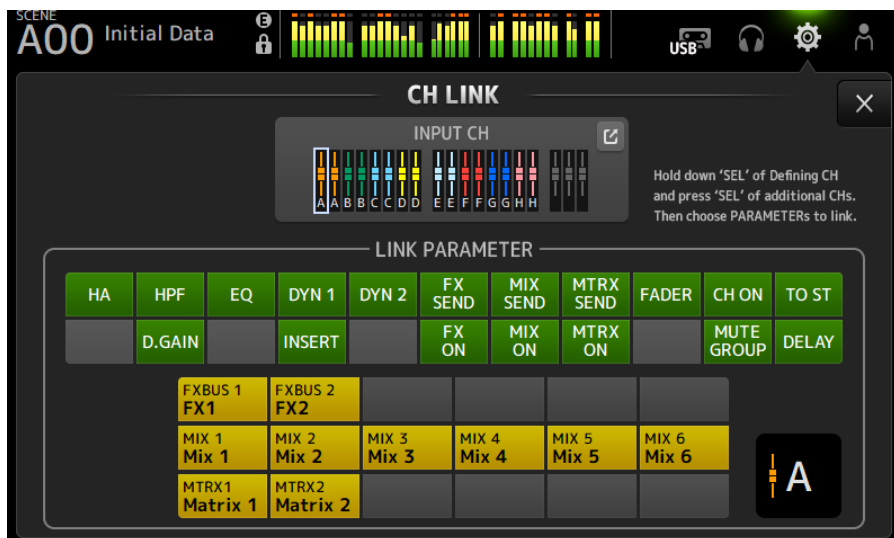 SCENE
A00 Initial Data
E
USB
CH LINK
INPUT CH
A A B B C C D D E E F F G G H H
Hold down ‘SEL’ of Defining CH
and press ‘SEL’ of additional CHs.
Then choose PARAMETERs to link.
LINK PARAMETER
HA
HPF
EQ
DYN 1
DYN 2
FX
SEND
MIX
SEND
MTRX
SEND
FADER
CH ON
TO ST
D.GAIN
INSERT
FX
ON
MIX
ON
MTRX
ON
MUTE
GROUP
DELAY
FXBUS 1
FX1
FXBUS 2
FX2
MIX 1
Mix 1
MIX 2
Mix 2
MIX 3
Mix 3
MIX 4
Mix 4
MIX 5
Mix 5
MIX 6
Mix 6
MTRX1
Matrix 1
MTRX2
Matrix 2
A